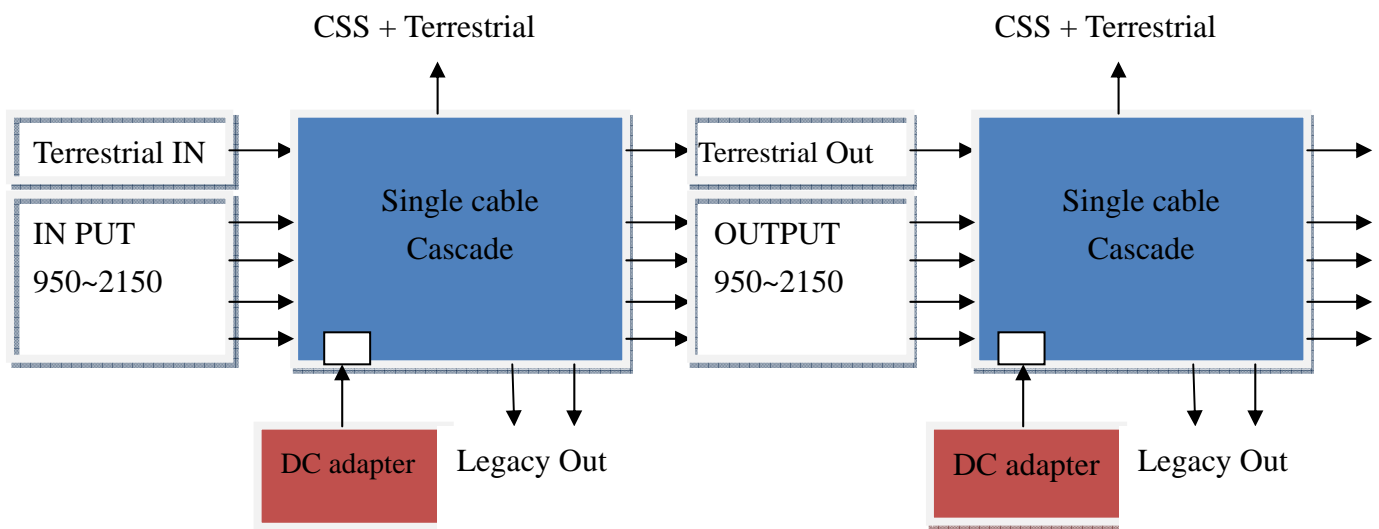 CSS + Terrestrial
CSS + Terrestrial
Terrestrial IN
Terrestrial Out
Single cable
Cascade
Single cable
Cascade
IN PUT
950~2150
OUTPUT
950~2150
DC adapter
Legacy Out
DC adapter
Legacy Out